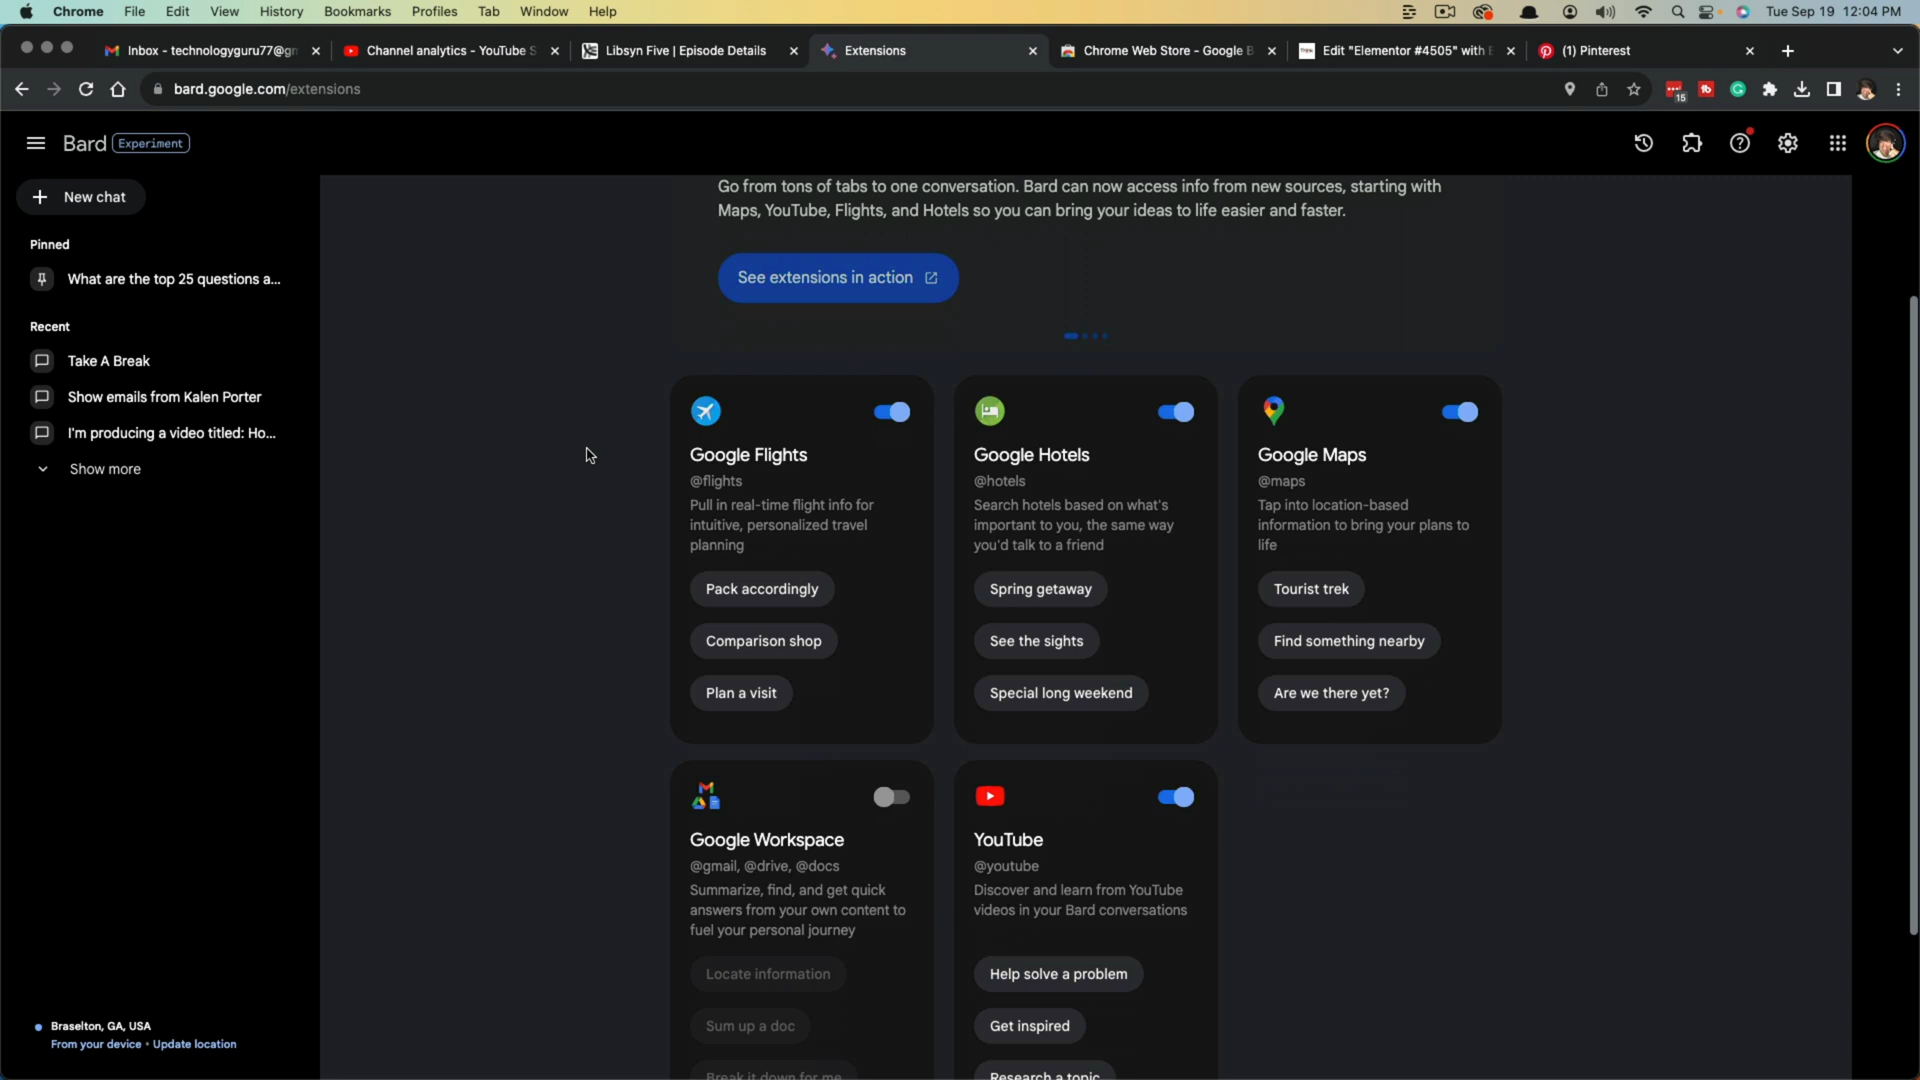 Chrome File Edit View History Bookmarks Profiles Tab Window Help Tue Sep 19 12:04 PM
Inbox - technologyguru77@gm Channel analytics - YouTube S Libsyn Five | Episode Details Extensions Chrome Web Store - Google B Edit "Elementor #4505" with E (1) Pinterest
bard.google.com/extensions 15
Bard Experiment
New chat
Pinned
What are the top 25 questions a...
Recent
Take A Break
Show emails from Kalen Porter
I'm producing a video titled: Ho...
Show more
Braselton, GA, USA
From your device • Update location
Go from tons of tabs to one conversation. Bard can now access info from new sources, starting with
Maps, YouTube, Flights, and Hotels so you can bring your ideas to life easier and faster.
See extensions in action
Google Flights
@flights
Pull in real-time flight info for
intuitive, personalized travel
planning
Pack accordingly
Comparison shop
Plan a visit
Google Hotels
@hotels
Search hotels based on what's
important to you, the same way
you'd talk to a friend
Spring getaway
See the sights
Special long weekend
Google Maps
@maps
Tap into location-based
information to bring your plans to
life
Tourist trek
Find something nearby
Are we there yet?
Google Workspace
@gmail, @drive, @docs
Summarize, find, and get quick
answers from your own content to
fuel your personal journey
Locate information
Sum up a doc
Break it down for me
YouTube
@youtube
Discover and learn from YouTube
videos in your Bard conversations
Help solve a problem
Get inspired
Research a topic